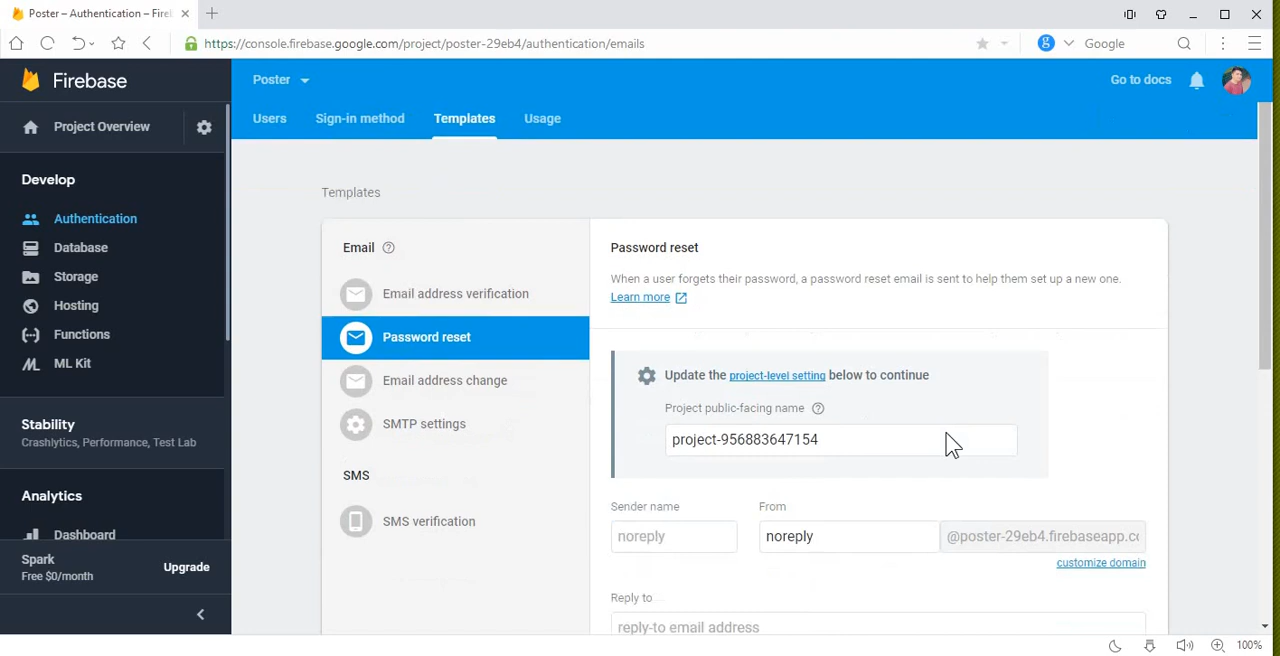 Poster – Authentication – Fire
https://console.firebase.google.com/project/poster-29eb4/authentication/emails
Google
Firebase
Poster
Go to docs
Project Overview
Users
Sign-in method
Templates
Usage
Develop
Authentication
Database
Storage
Hosting
Functions
ML Kit
Stability
Crashlytics, Performance, Test Lab
Analytics
Dashboard
Spark
Free $0/month
Upgrade
Templates
Email
Email address verification
Password reset
Email address change
SMTP settings
SMS
SMS verification
Password reset
When a user forgets their password, a password reset email is sent to help them set up a new one.
Learn more
Update the project-level setting below to continue
Project public-facing name
project-956883647154
Sender name
From
noreply
noreply
@poster-29eb4.firebaseapp.cc
customize domain
Reply to
reply-to email address
100%